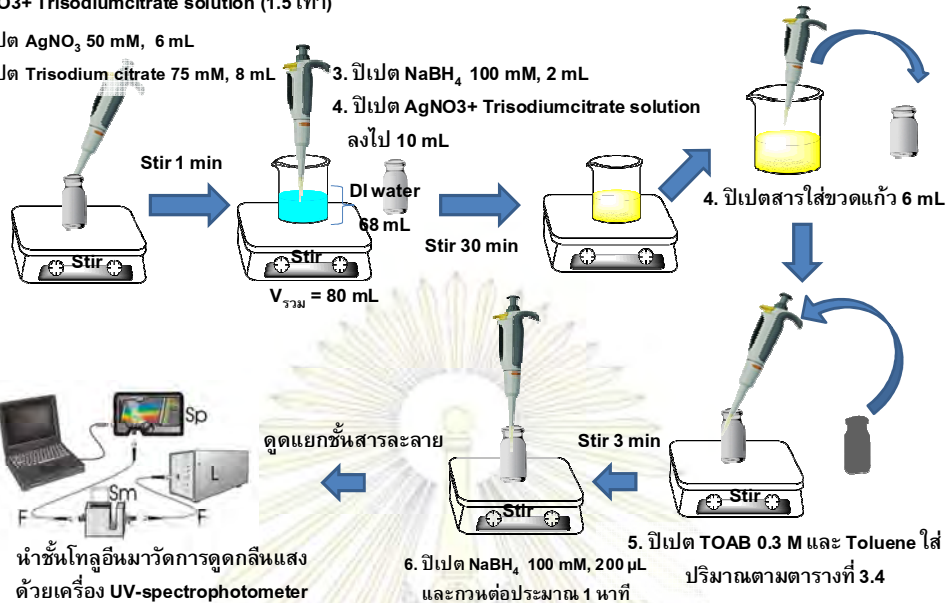 O3+ Trisodiumcitrate solution (1.5 เท่า)
ปเต AgNO3 50 mM, 6 mL
ปเต Trisodium citrate 75 mM, 8 mL
Stir 1 min
Stir
3. ปิเปต NaBH4 100 mM, 2 mL
4. ปิเปต AgNO3+ Trisodiumcitrate solution
ลงไป 10 mL
DI water
68 mL
Stir
Vรวม = 80 mL
Stir 30 min
4. ปิเปตสารใส่ขวดแก้ว 6 mL
Stir
5. ปิเปต TOAB 0.3 M และ Toluene ใส่
ปริมาณตามตารางที่ 3.4
Stir 3 min
Stir
6. ปิเปต NaBH4 100 mM, 200 µL
และกวนต่อประมาณ 1 นาที
ดูดแยกชั้นสารละลาย
Sp
L
Sm
F
F
นำชั้นโทลูอีนมาวัดการดูดกลืนแสง
ด้วยเครื่อง UV-spectrophotometer